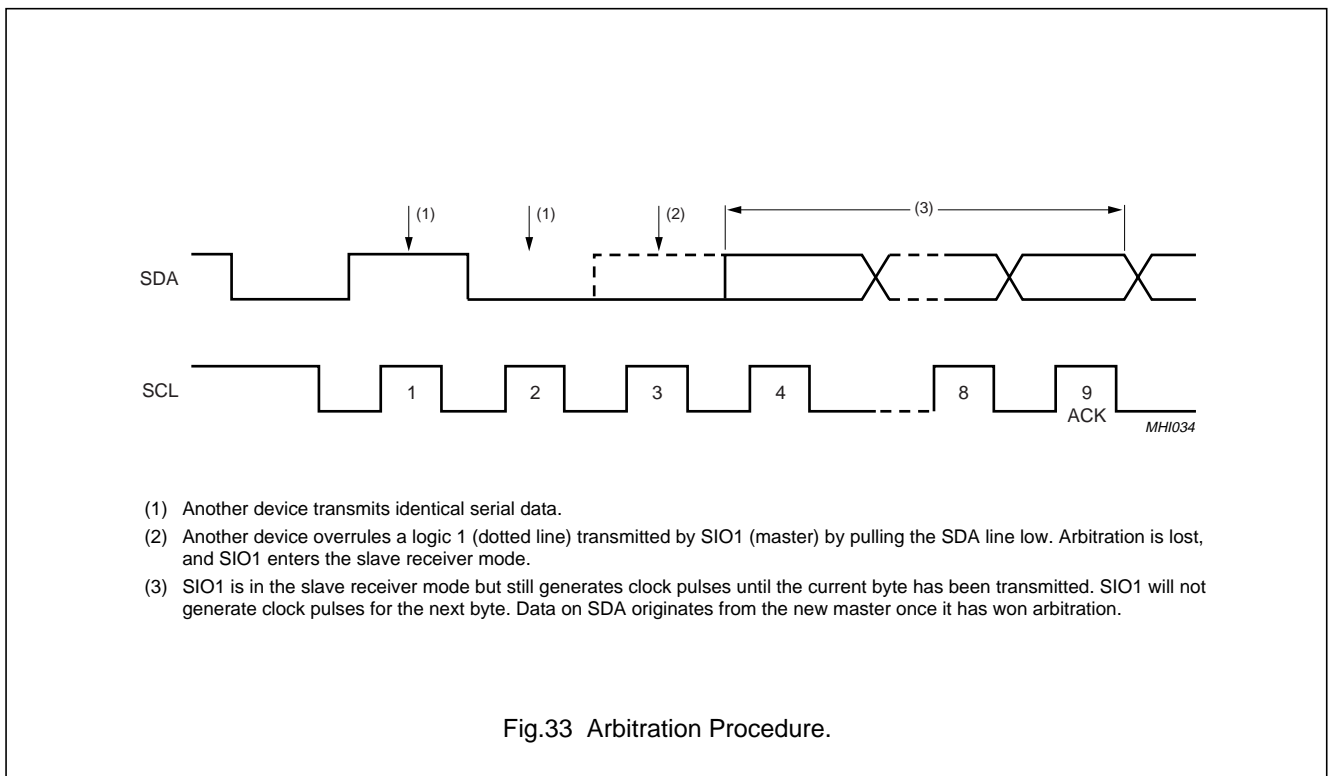 (1) (1) (2) (3)
SDA
SCL 1 2 3 4 8 9
ACK
MHI034
(1) Another device transmits identical serial data.
(2) Another device overrules a logic 1 (dotted line) transmitted by SIO1 (master) by pulling the SDA line low. Arbitration is lost,
and SIO1 enters the slave receiver mode.
(3) SIO1 is in the slave receiver mode but still generates clock pulses until the current byte has been transmitted. SIO1 will not
generate clock pulses for the next byte. Data on SDA originates from the new master once it has won arbitration.
Fig.33 Arbitration Procedure.